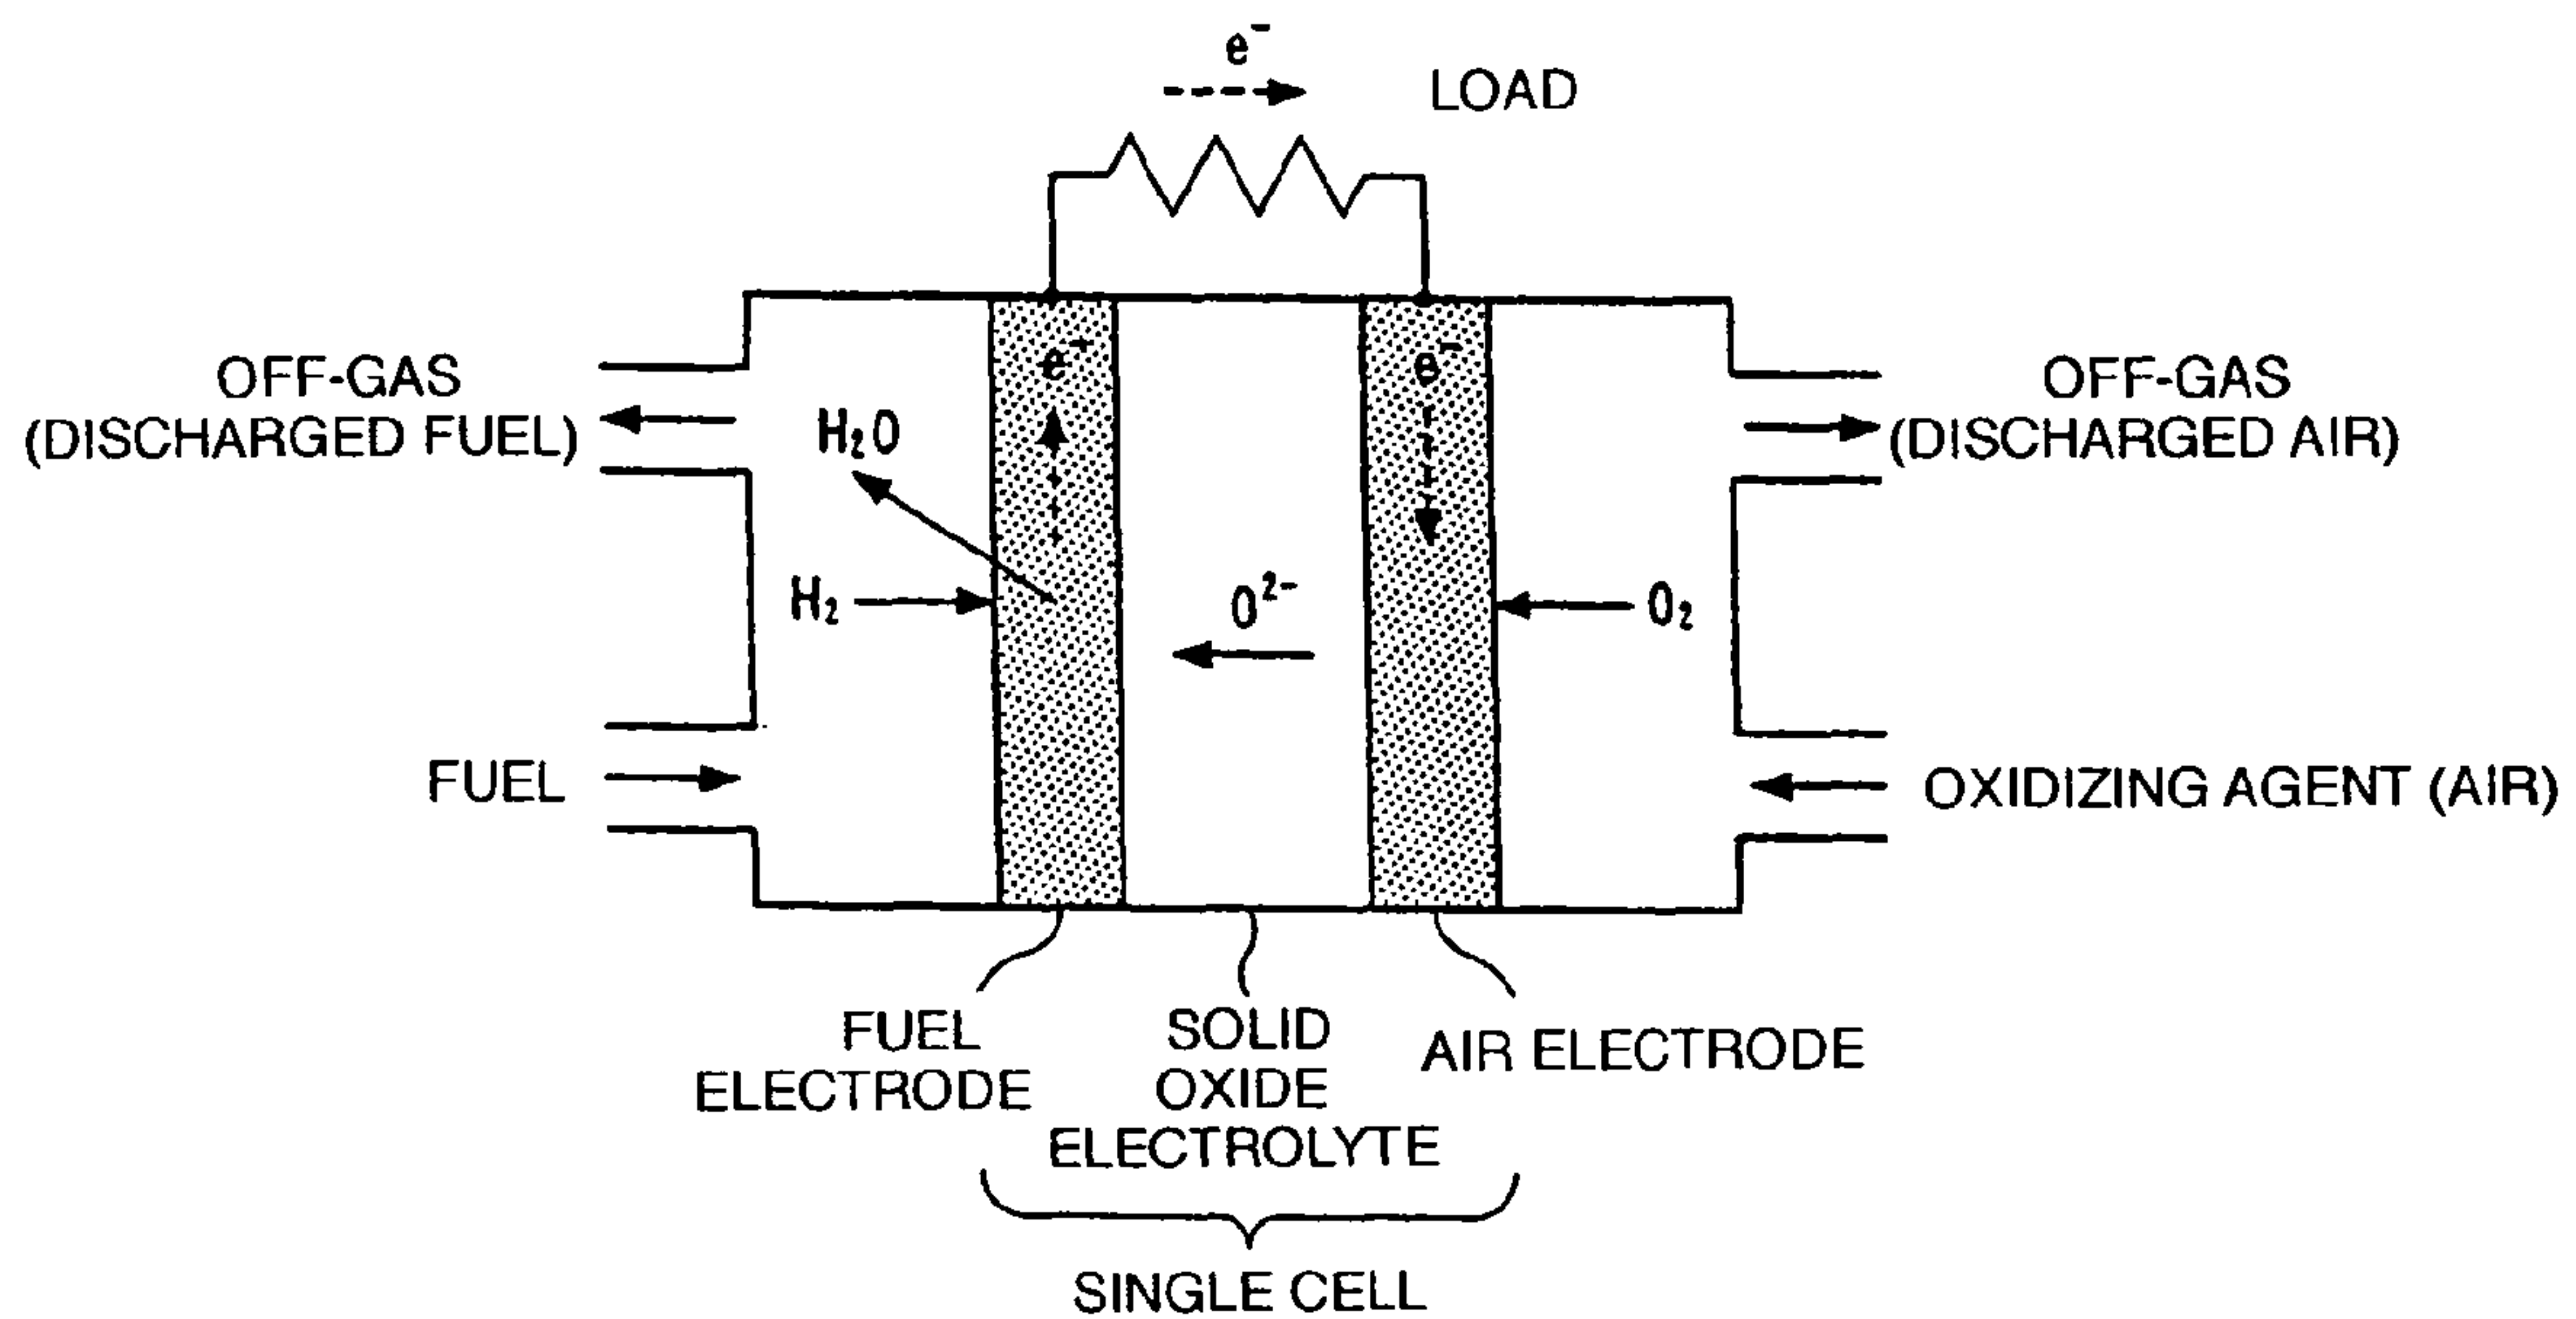 e⁻
LOAD
e⁺
e⁻
OFF-GAS
(DISCHARGED FUEL)
H₂O
OFF-GAS
(DISCHARGED AIR)
H₂
O²⁻
O₂
FUEL
OXIDIZING AGENT (AIR)
FUEL
ELECTRODE
SOLID
OXIDE
ELECTROLYTE
AIR ELECTRODE
SINGLE CELL